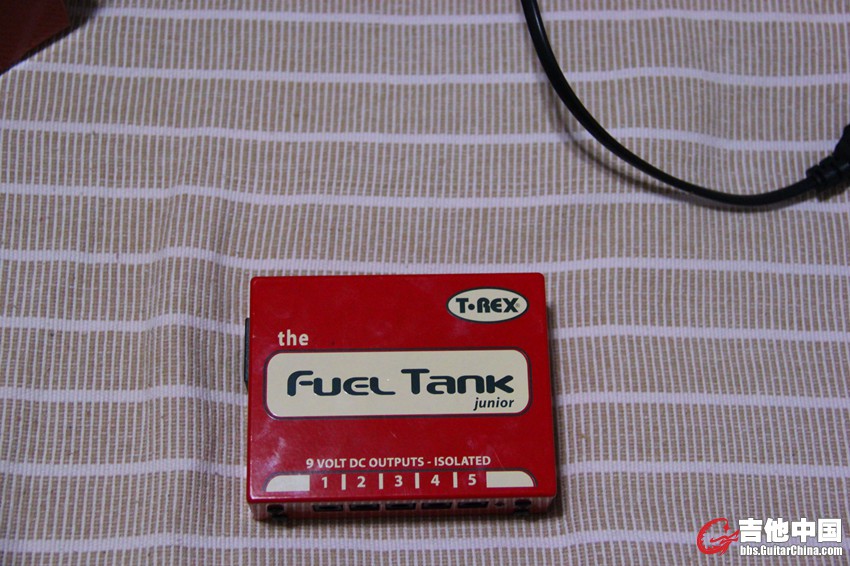 T·REX®
the
FUEL TANK
junior
9 VOLT DC OUTPUTS - ISOLATED
1 | 2 | 3 | 4 | 5
吉他中国
bbs.GuitarChina.com